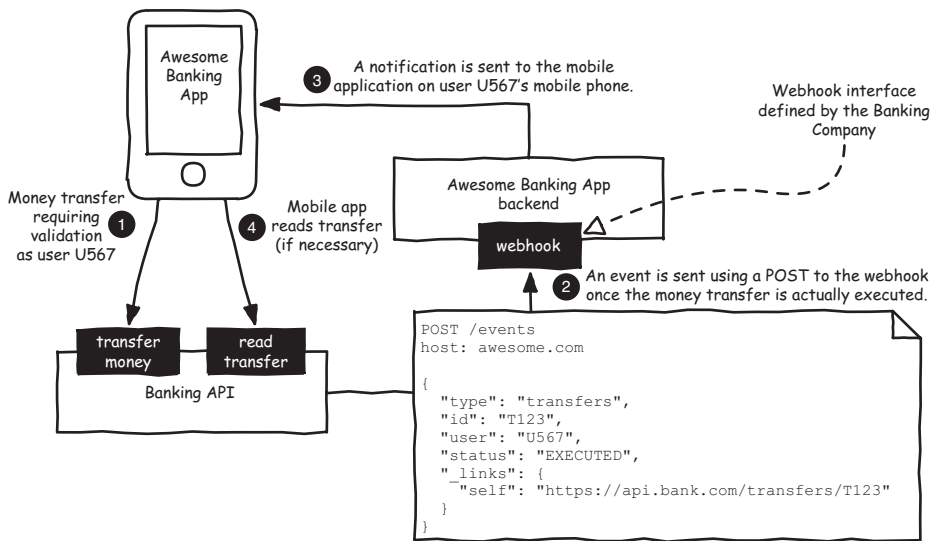 Awesome
Banking
App
3
A notification is sent to the mobile
application on user U567's mobile phone.
Webhook interface
defined by the Banking
Company
Awesome Banking App
backend
webhook
Money transfer
requiring
validation
as user U567
1
4
Mobile app
reads transfer
(if necessary)
2
An event is sent using a POST to the webhook
once the money transfer is actually executed.
transfer
money
read
transfer
Banking API
POST /events
host: awesome.com
{
"type": "transfers",
"id": "T123",
"user": "U567",
"status": "EXECUTED",
"_links": {
"self": "https://api.bank.com/transfers/T123"
}
}